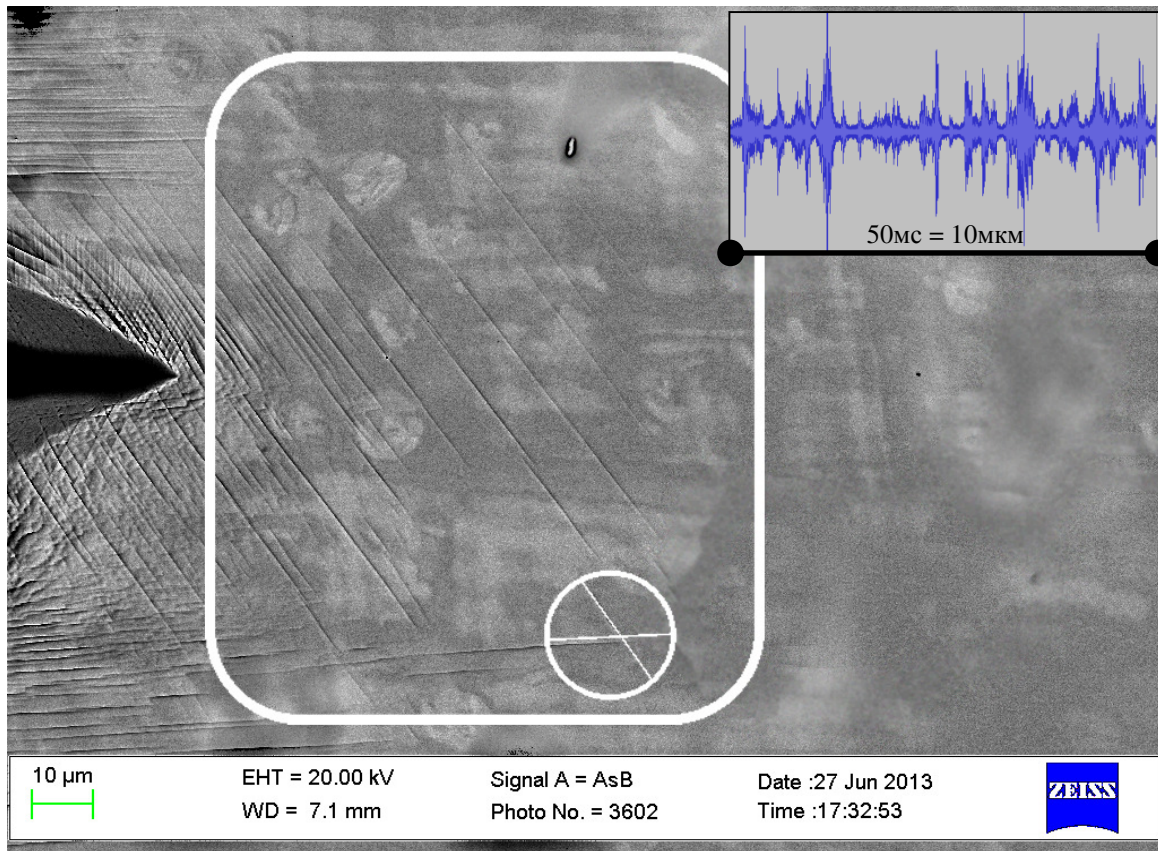 50мс = 10мкм
10 µm
EHT = 20.00 kV
WD = 7.1 mm
Signal A = AsB
Photo No. = 3602
Date :27 Jun 2013
Time :17:32:53
ZEISS